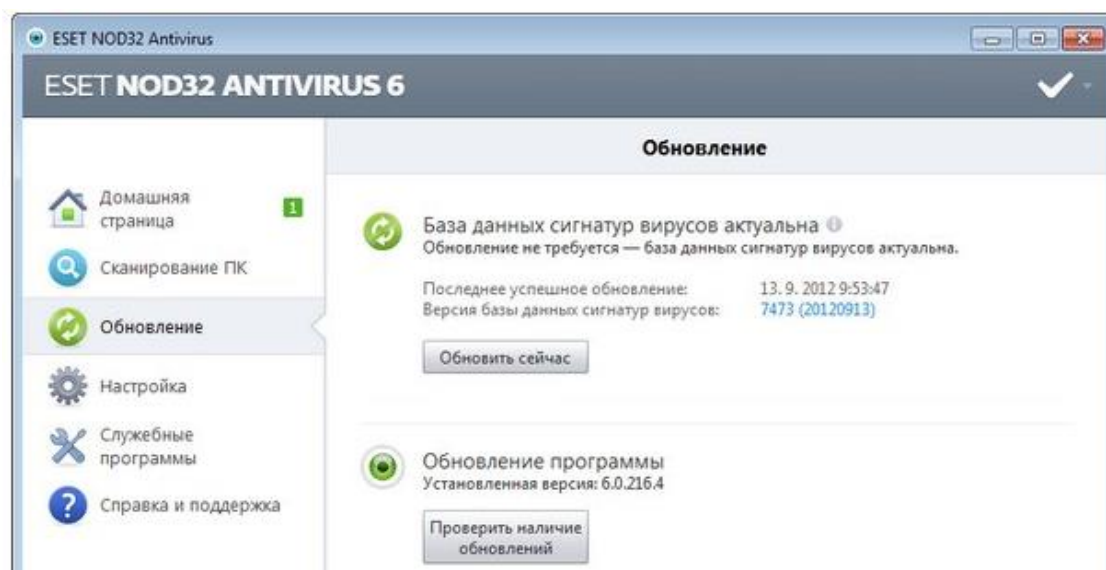 ESET NOD32 Antivirus
ESET NOD32 ANTIVIRUS 6
Обновление
Домашняя
страница
1
Сканирование ПК
Обновление
Настройка
Служебные
программы
Справка и поддержка
База данных сигнатур вирусов актуальна
Обновление не требуется — база данных сигнатур вирусов актуальна.
Последнее успешное обновление: 13. 9. 2012 9:53:47
Версия базы данных сигнатур вирусов: 7473 (20120913)
Обновить сейчас
Обновление программы
Установленная версия: 6.0.216.4
Проверить наличие
обновлений